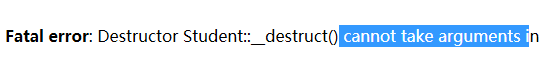 Fatal error: Destructor Student::__destruct() cannot take arguments in